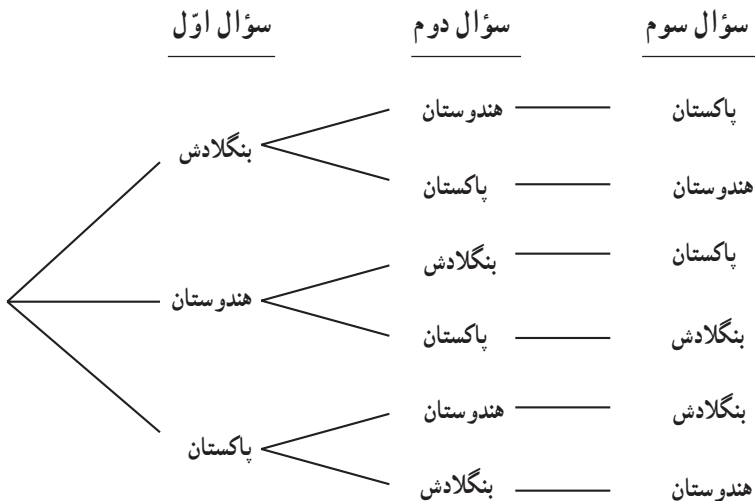 سؤال اوّل سؤال دوم سؤال سوم
هندوستان پاکستان
بنگلادش
پاکستان هندوستان
بنگلادش پاکستان
هندوستان
پاکستان بنگلادش
هندوستان بنگلادش
پاکستان
بنگلادش هندوستان